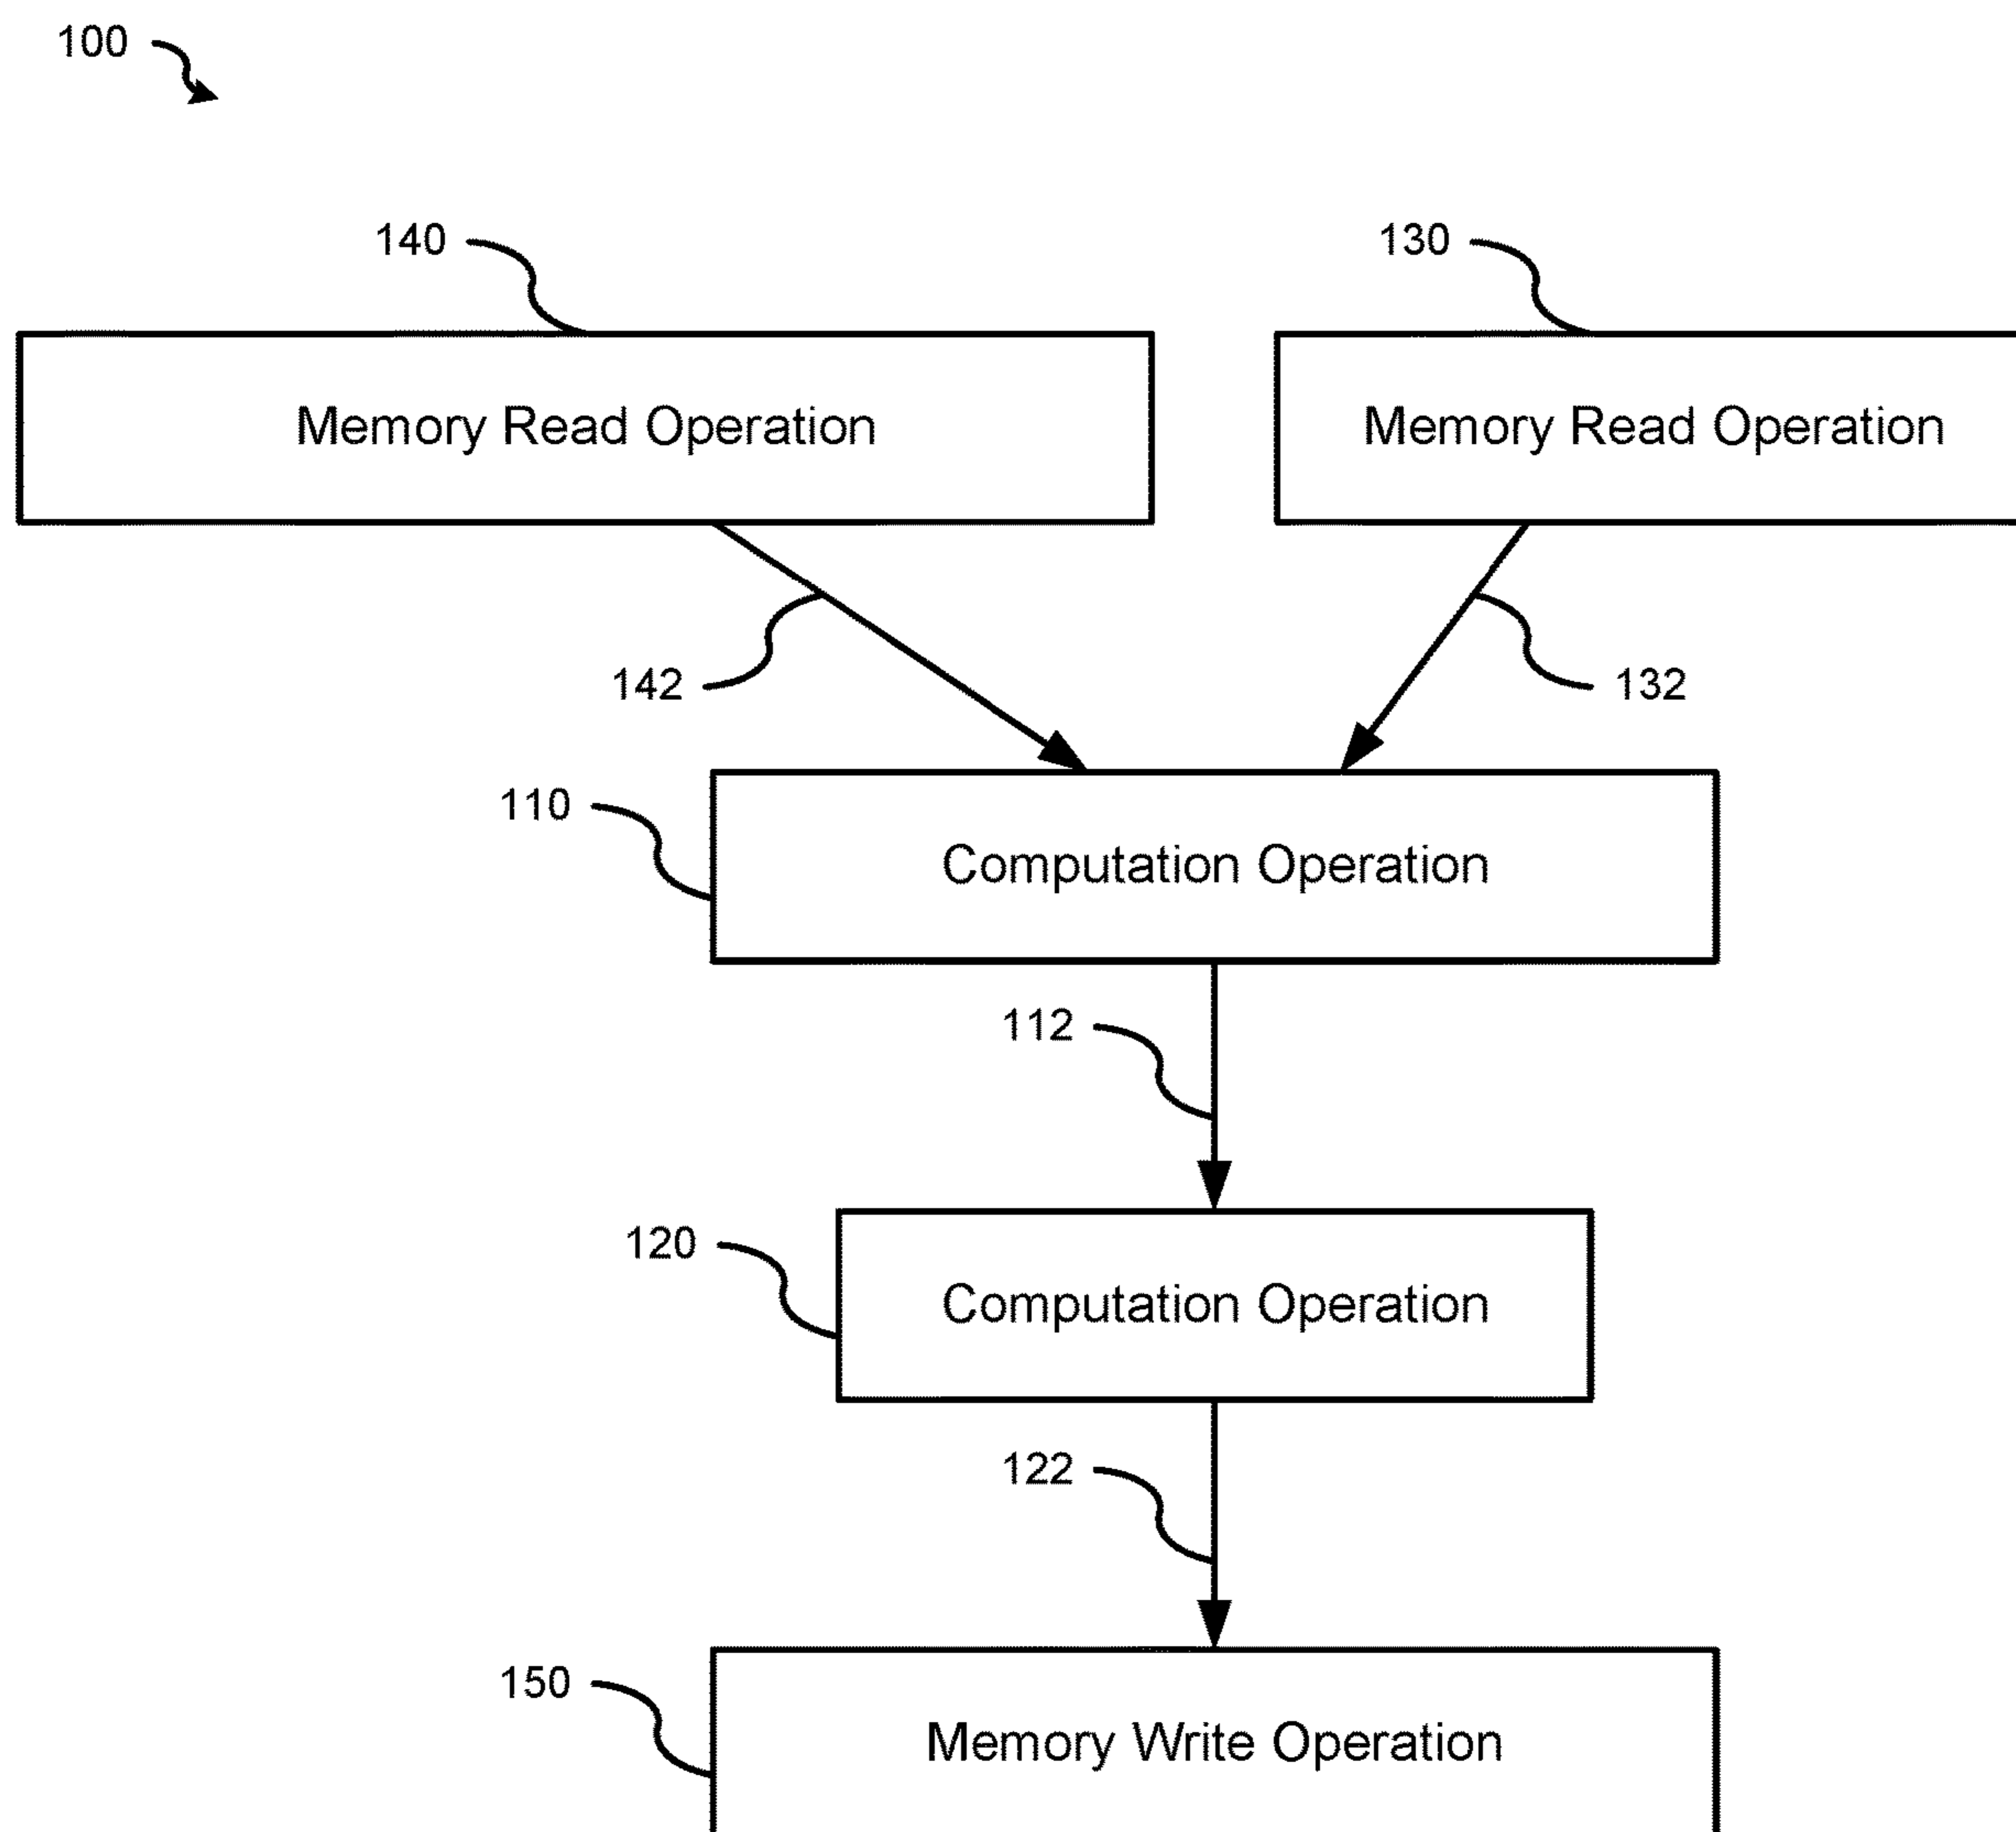 100
140
130
Memory Read Operation
Memory Read Operation
142
132
110
Computation Operation
112
120
Computation Operation
122
150
Memory Write Operation